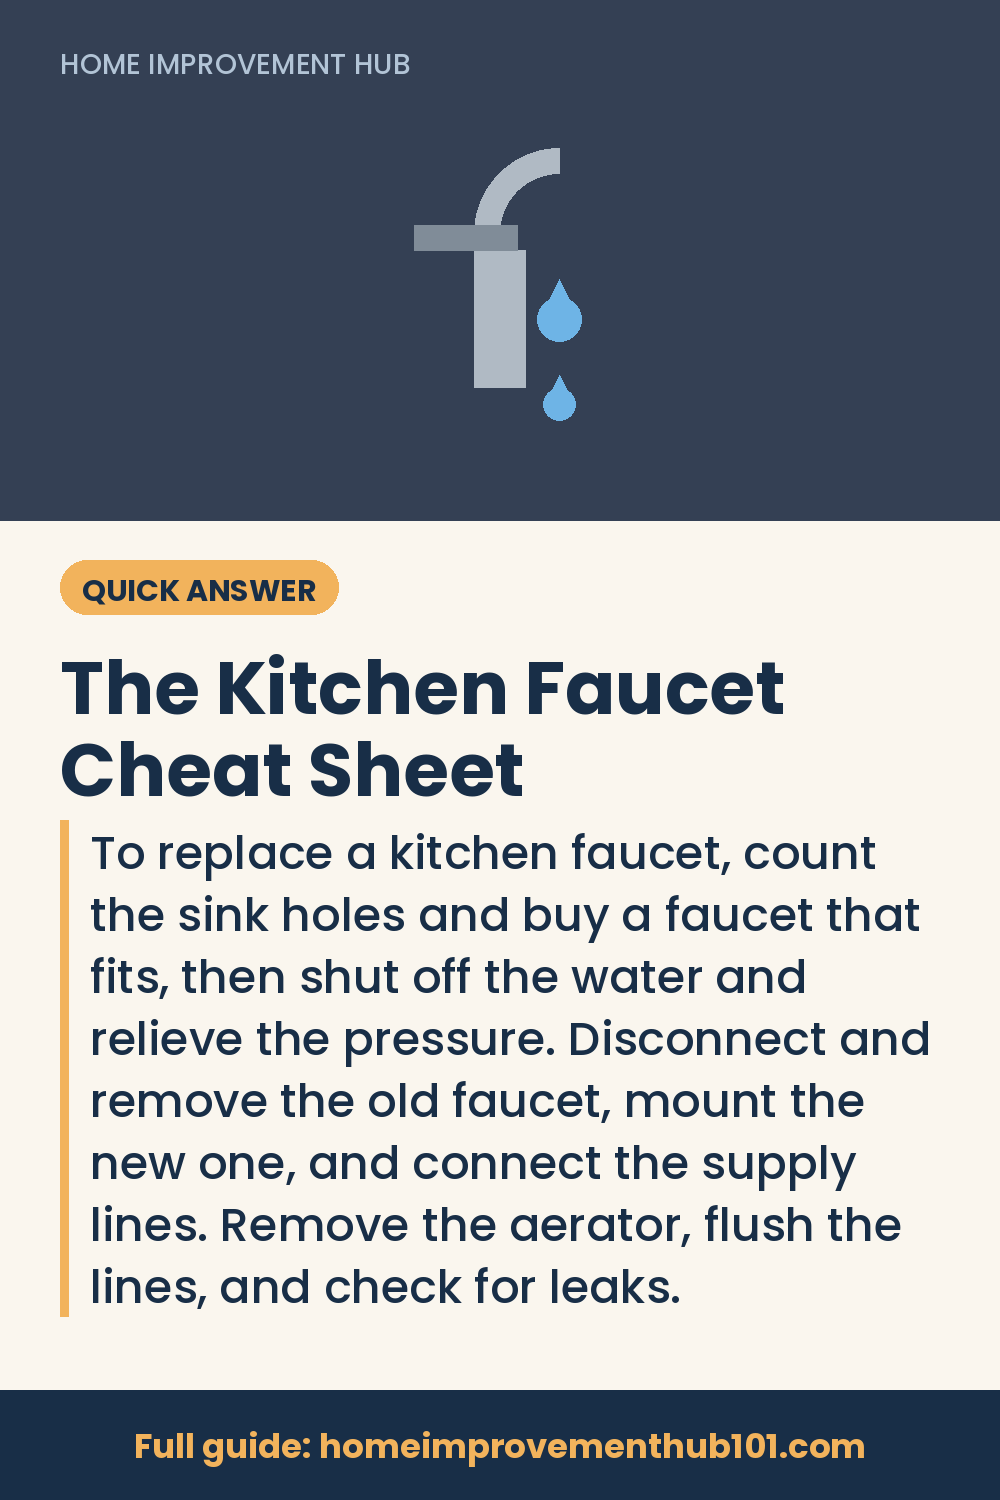 HOME IMPROVEMENT HUB
QUICK ANSWER
The Kitchen Faucet
Cheat Sheet
To replace a kitchen faucet, count
the sink holes and buy a faucet that
fits, then shut off the water and
relieve the pressure. Disconnect and
remove the old faucet, mount the
new one, and connect the supply
lines. Remove the aerator, flush the
lines, and check for leaks.
Full guide: homeimprovementhub101.com